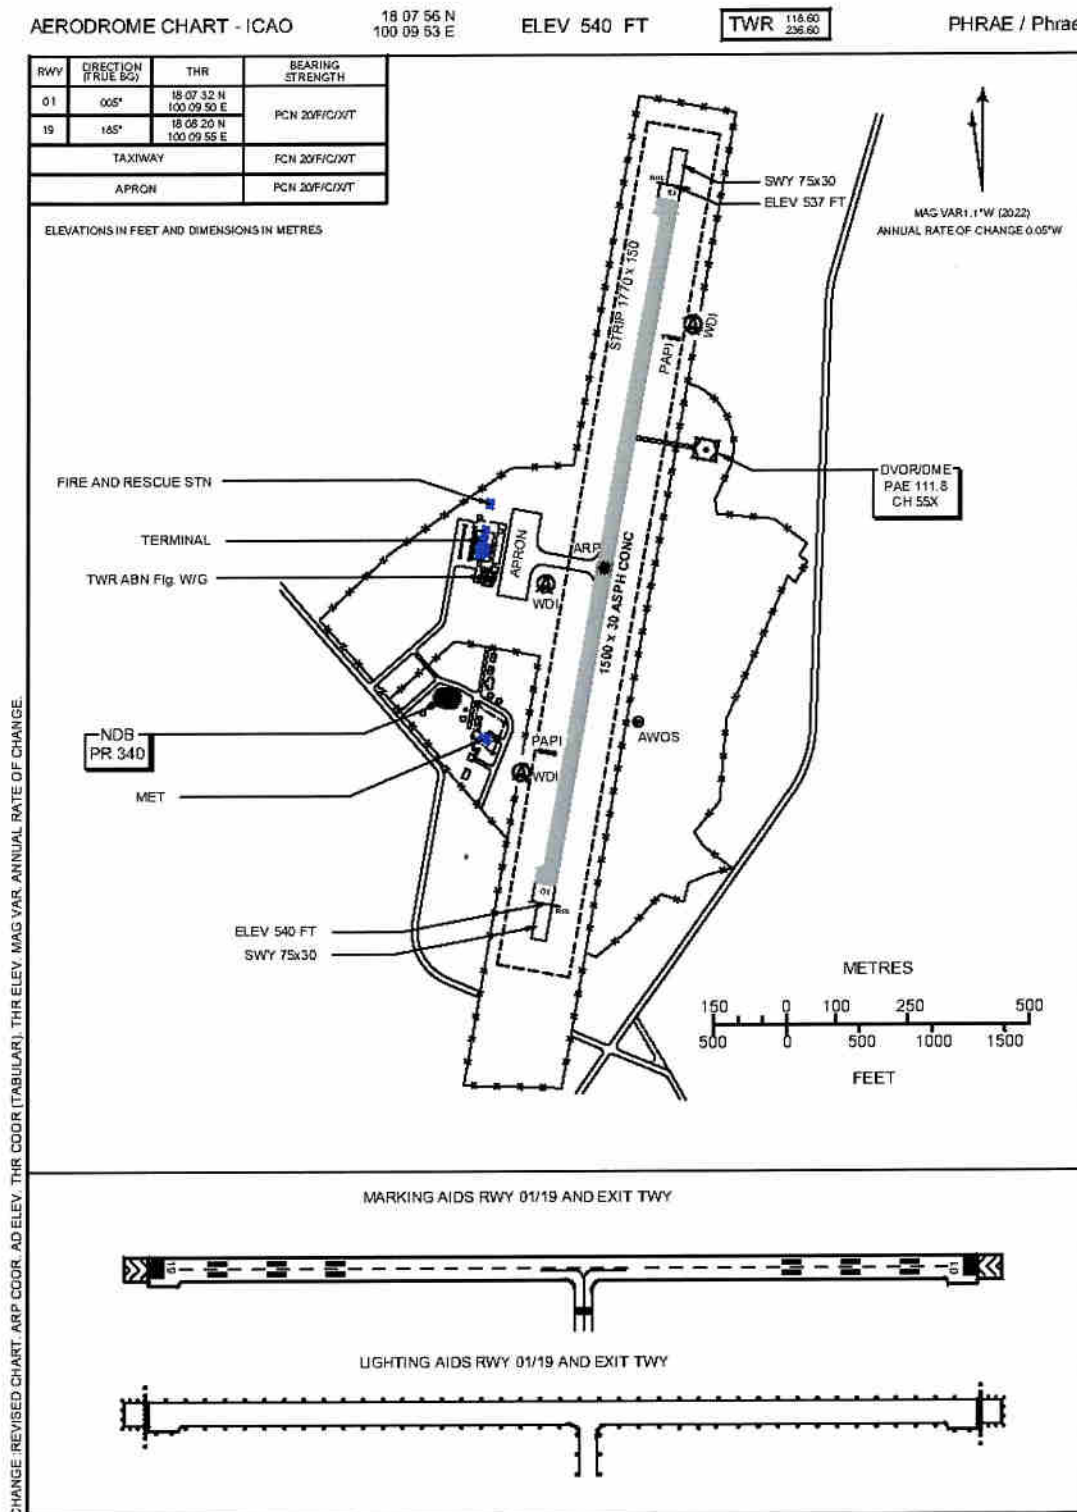 AERODROME CHART - ICAO
18 07 56 N
100 09 53 E
ELEV 540 FT
TWR 118.60
236.60
PHRAE / Phrae
RWY DIRECTION (TRUE BG) THR BEARING STRENGTH
01 005° 18 07 32 N
100 09 50 E
PCN 20/F/C/X/T
19 185° 18 08 20 N
100 09 55 E
TAXIWAY PCN 20/F/C/X/T
APRON PCN 20/F/C/X/T
ELEVATIONS IN FEET AND DIMENSIONS IN METRES
SWY 75x30
ELEV 537 FT
MAG VAR1.1°W (2022)
ANNUAL RATE OF CHANGE 0.05°W
19
STRIP 1770 x 150
WDI
PAPI
DVOR/DME
PAE 111.8
CH 55X
FIRE AND RESCUE STN
TERMINAL
TWR ABN Flg. W/G
APRON
ARP
WDI
1500 x 30 ASPH CONC
NDB
PR 340
MET
PAPI
WDI
AWOS
01
ELEV 540 FT
SWY 75x30
METRES
150 0 100 250 500
500 0 500 1000 1500
FEET
CHANGE :REVISED CHART. ARP COOR. AD ELEV. THR COOR (TABULAR). THR ELEV. MAG VAR. ANNUAL RATE OF CHANGE.
MARKING AIDS RWY 01/19 AND EXIT TWY
19
01
LIGHTING AIDS RWY 01/19 AND EXIT TWY